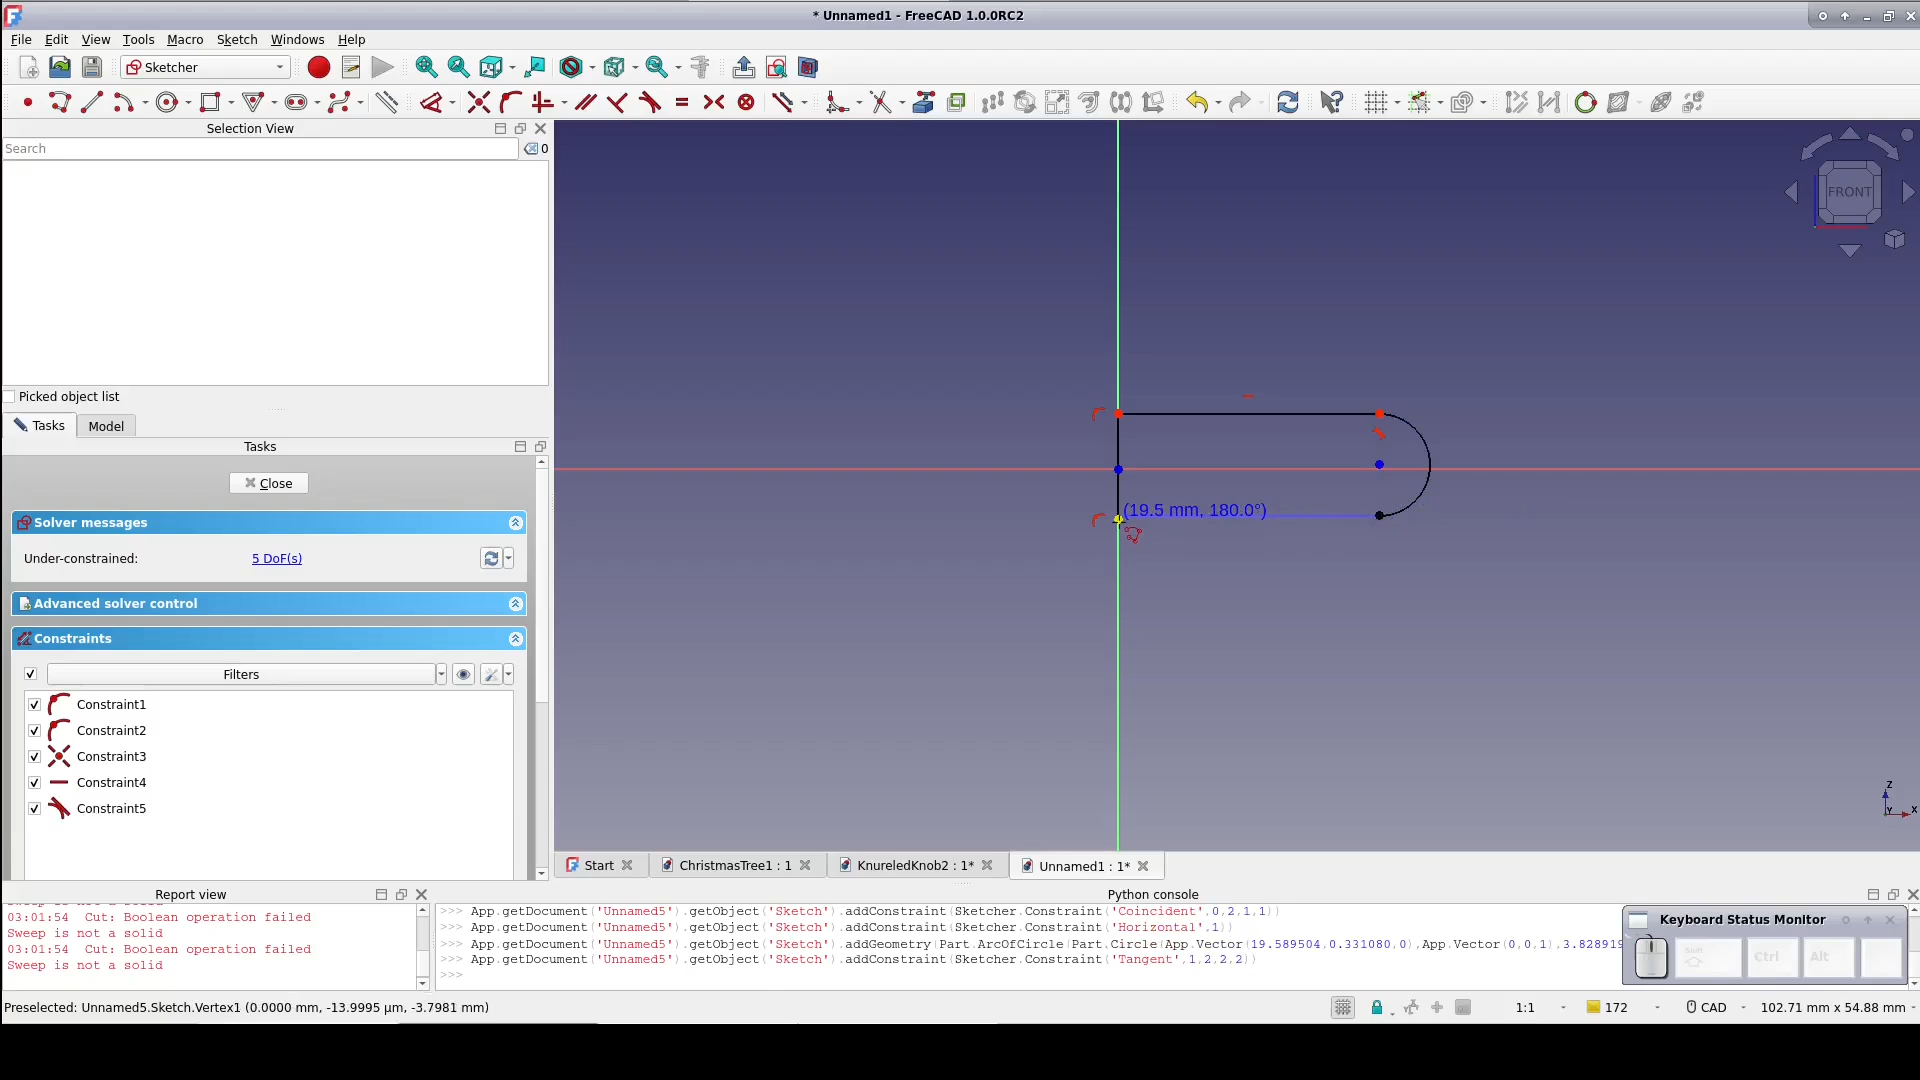 * Unnamed1 - FreeCAD 1.0.0RC2
File Edit View Tools Macro Sketch Windows Help
Sketcher
Selection View
Search
0
Picked object list
Tasks Model
Tasks
Close
Solver messages
Under-constrained: 5 DoF(s)
Advanced solver control
Constraints
Filters
Constraint1
Constraint2
Constraint3
Constraint4
Constraint5
FRONT
(19.5 mm, 180.0°)
Z
Y
X
Start ChristmasTree1 : 1 KnureledKnob2 : 1* Unnamed1 : 1*
Report view
Sweep is not a solid
03:01:54 Cut: Boolean operation failed
Sweep is not a solid
03:01:54 Cut: Boolean operation failed
Sweep is not a solid
Python console
>>> App.getDocument('Unnamed5').getObject('Sketch').addConstraint(Sketcher.Constraint('Coincident',0,2,1,1))
>>> App.getDocument('Unnamed5').getObject('Sketch').addConstraint(Sketcher.Constraint('Horizontal',1))
>>> App.getDocument('Unnamed5').getObject('Sketch').addGeometry(Part.ArcOfCircle(Part.Circle(App.Vector(19.589504,0.331080,0),App.Vector(0,0,1),3.828919
>>> App.getDocument('Unnamed5').getObject('Sketch').addConstraint(Sketcher.Constraint('Tangent',1,2,2,2))
>>>
Keyboard Status Monitor
Shift Ctrl Alt
Preselected: Unnamed5.Sketch.Vertex1 (0.0000 mm, -13.9995 µm, -3.7981 mm)
1:1 172 CAD 102.71 mm x 54.88 mm